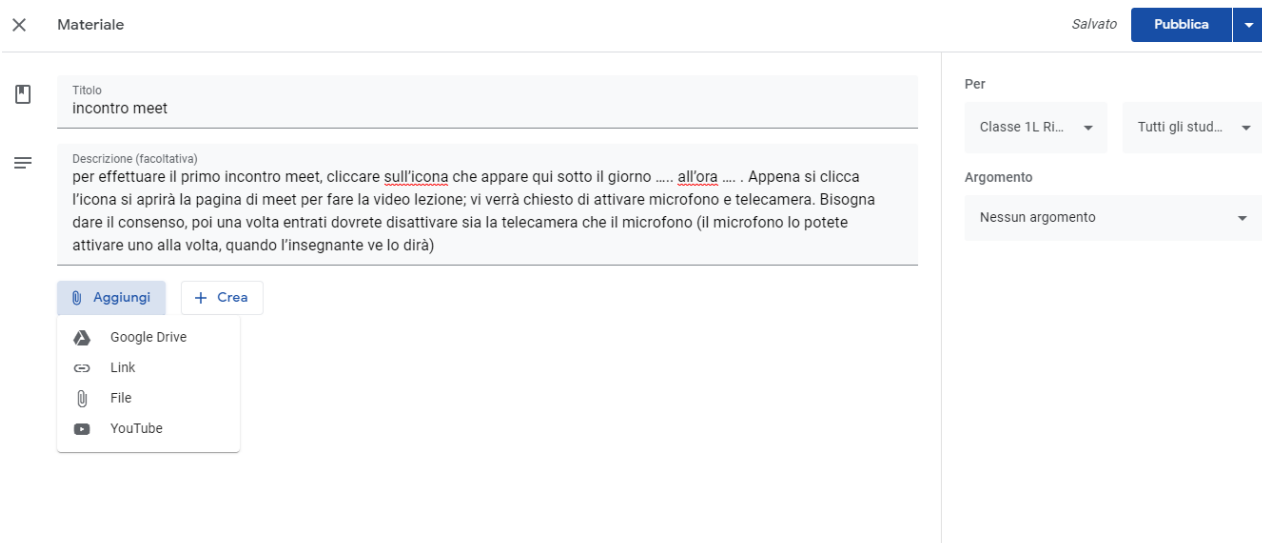 Materiale
Salvato
Pubblica
Titolo
incontro meet
Descrizione (facoltativa)
per effettuare il primo incontro meet, cliccare sull'icona che appare qui sotto il giorno ..... all'ora .... . Appena si clicca
l'icona si aprirà la pagina di meet per fare la video lezione; vi verrà chiesto di attivare microfono e telecamera. Bisogna
dare il consenso, poi una volta entrati dovrete disattivare sia la telecamera che il microfono (il microfono lo potete
attivare uno alla volta, quando l'insegnante ve lo dirà)
Aggiungi
Crea
Google Drive
Link
File
YouTube
Per
Classe 1L Ri...
Tutti gli stud...
Argomento
Nessun argomento